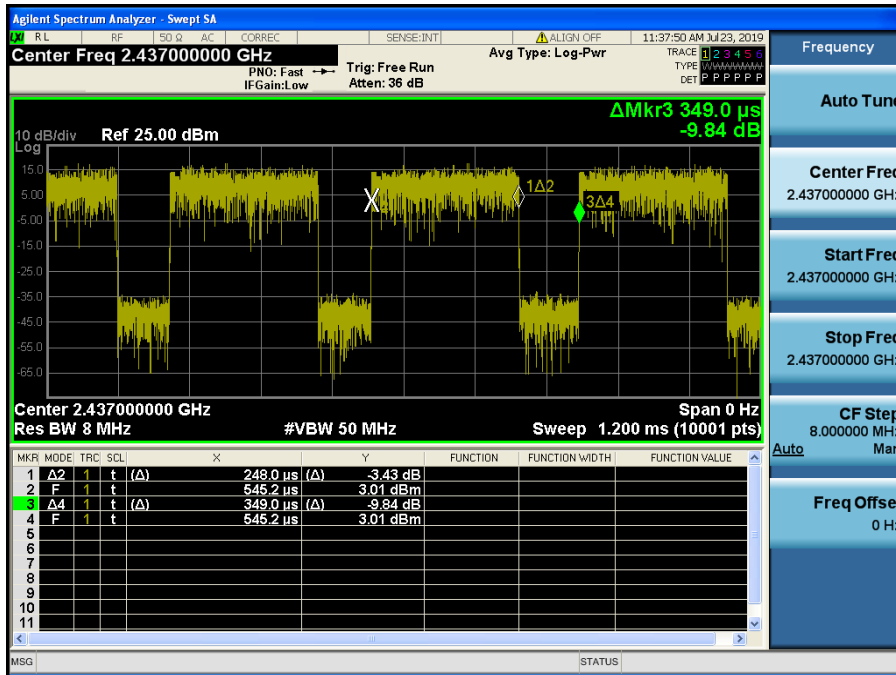 Agilent Spectrum Analyzer - Swept SA
LXI RL RF 50 Ω AC CORREC SENSE:INT ALIGN OFF 11:37:50 AM Jul 23, 2019
Center Freq 2.437000000 GHz
PNO: Fast
IFGain:Low
Trig: Free Run
Atten: 36 dB
Avg Type: Log-Pwr
TRACE 1 2 3 4 5 6
TYPE WWWWWW
DET P P P P P P
ΔMkr3 349.0 µs
-9.84 dB
10 dB/div Ref 25.00 dBm
Log
15.0
5.00
-5.00
-15.0
-25.0
-35.0
-45.0
-55.0
-65.0
1Δ2
3Δ4
Center 2.437000000 GHz Span 0 Hz
Res BW 8 MHz #VBW 50 MHz Sweep 1.200 ms (10001 pts)
MKR MODE TRC SCL X Y FUNCTION FUNCTION WIDTH FUNCTION VALUE
1 Δ2 1 t (Δ) 248.0 µs (Δ) -3.43 dB
2 F 1 t 545.2 µs 3.01 dBm
3 Δ4 1 t (Δ) 349.0 µs (Δ) -9.84 dB
4 F 1 t 545.2 µs 3.01 dBm
5
6
7
8
9
10
11
MSG STATUS
Frequency
Auto Tune
Center Freq
2.437000000 GHz
Start Freq
2.437000000 GHz
Stop Freq
2.437000000 GHz
CF Step
8.000000 MHz
Auto Man
Freq Offset
0 Hz